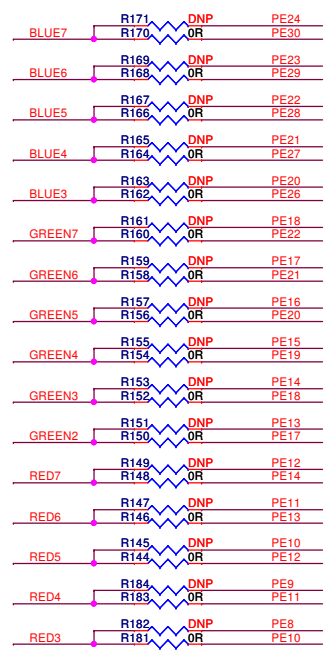 R171 DNP PE24
BLUE7 R170 0R PE30
R169 DNP PE23
BLUE6 R168 0R PE29
R167 DNP PE22
BLUE5 R166 0R PE28
R165 DNP PE21
BLUE4 R164 0R PE27
R163 DNP PE20
BLUE3 R162 0R PE26
R161 DNP PE18
GREEN7 R160 0R PE22
R159 DNP PE17
GREEN6 R158 0R PE21
R157 DNP PE16
GREEN5 R156 0R PE20
R155 DNP PE15
GREEN4 R154 0R PE19
R153 DNP PE14
GREEN3 R152 0R PE18
R151 DNP PE13
GREEN2 R150 0R PE17
R149 DNP PE12
RED7 R148 0R PE14
R147 DNP PE11
RED6 R146 0R PE13
R145 DNP PE10
RED5 R144 0R PE12
R184 DNP PE9
RED4 R183 0R PE11
R182 DNP PE8
RED3 R181 0R PE10